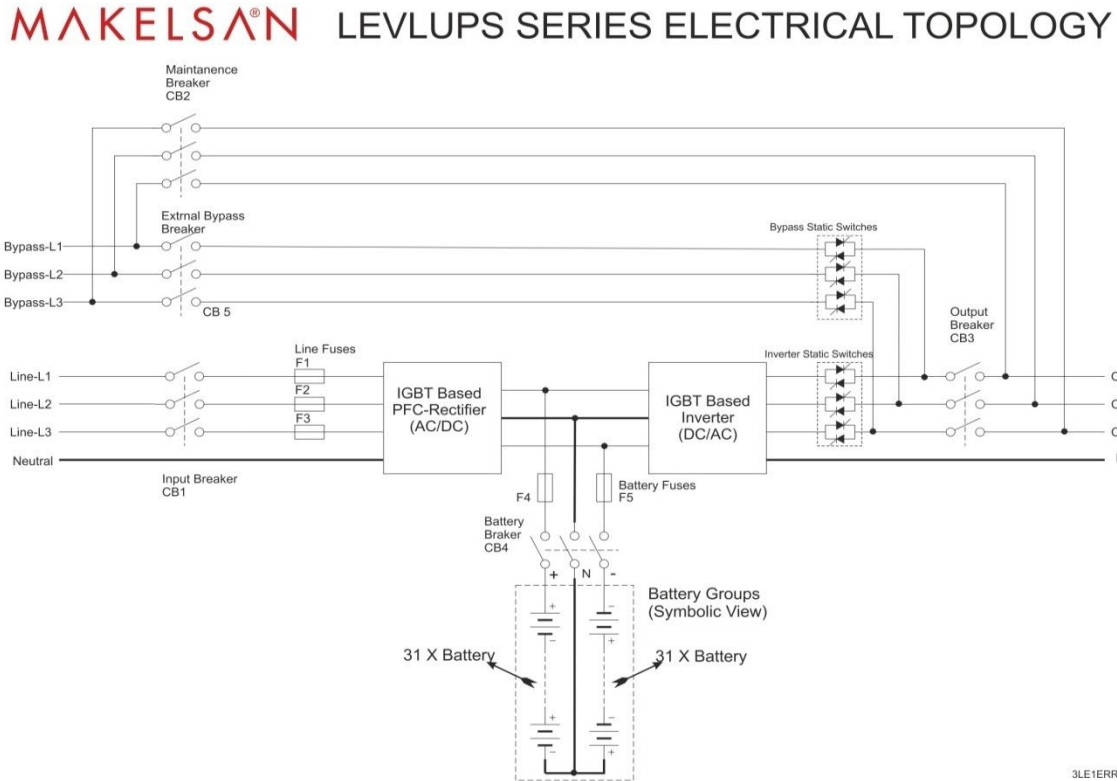 MAKELSAN® LEVLUPS SERIES ELECTRICAL TOPOLOGY
Maintanence
Breaker
CB2
Extrnal Bypass
Breaker
Bypass-L1
Bypass-L2
Bypass-L3
CB 5
Bypass Static Switches
Output
Breaker
CB3
Line Fuses
F1
F2
F3
Inverter Static Switches
Line-L1
Line-L2
Line-L3
Neutral
IGBT Based
PFC-Rectifier
(AC/DC)
IGBT Based
Inverter
(DC/AC)
Input Breaker
CB1
F4
Battery Fuses
F5
Battery
Braker
CB4
+ N -
Battery Groups
(Symbolic View)
+ -
- +
31 X Battery
31 X Battery
+ -
- +
3LE1ERR